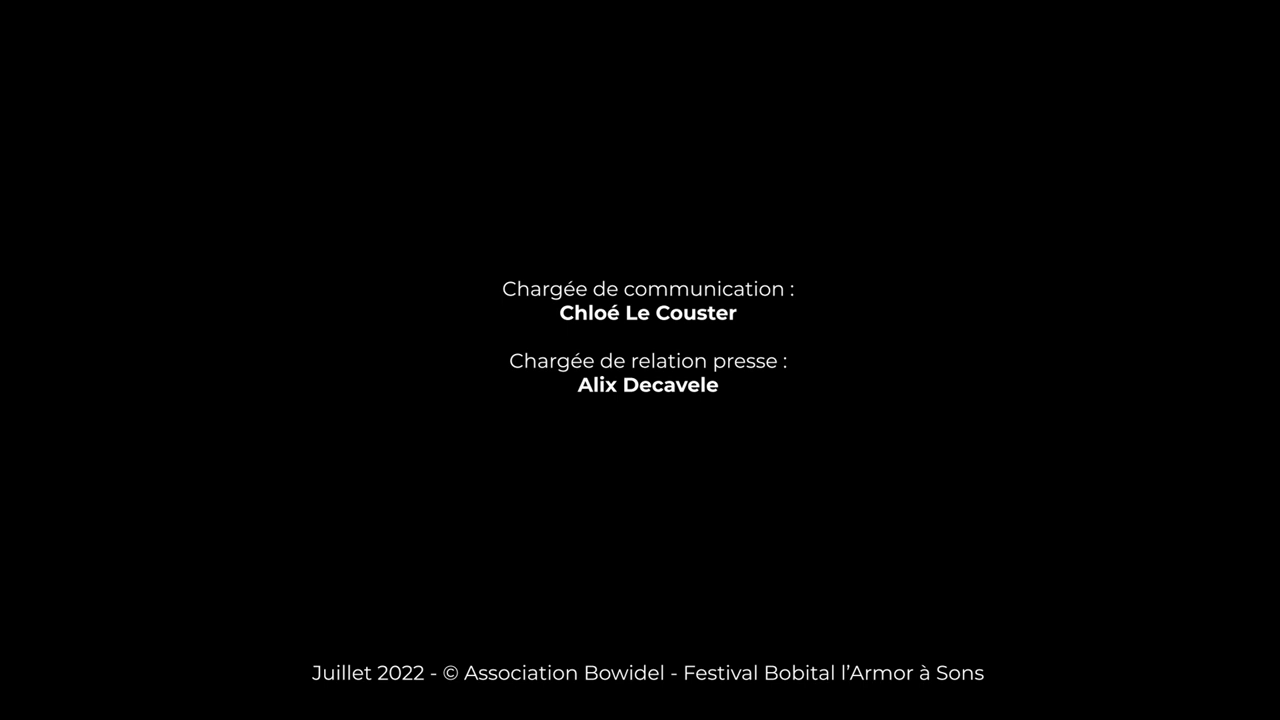 Chargée de communication :
Chloé Le Couster
Chargée de relation presse :
Alix Decavele
Juillet 2022 - © Association Bowidel - Festival Bobital l’Armor à Sons